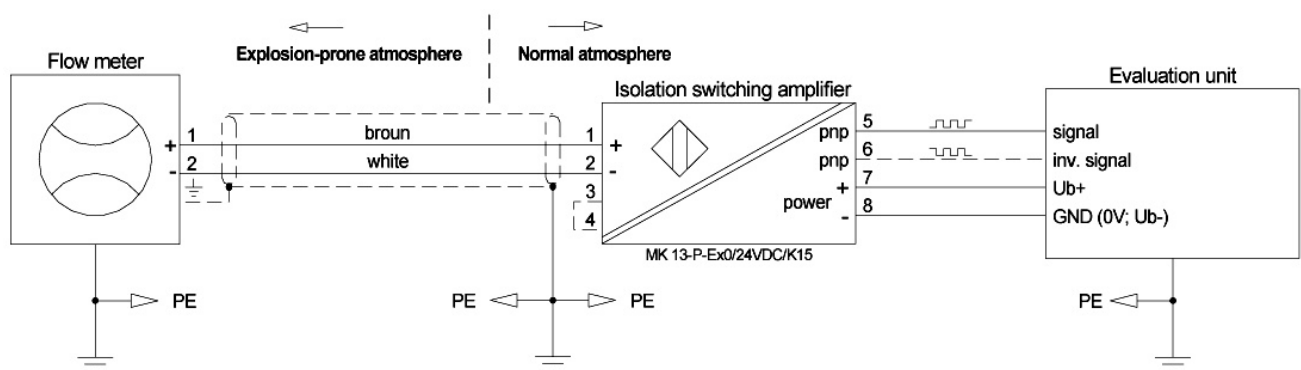 Explosion-prone atmosphere
Normal atmosphere
Flow meter
Isolation switching amplifier
Evaluation unit
+ 1
- 2
broun
white
1 +
2 -
3
4
pnp 5
pnp 6
+ 7
power
- 8
signal
inv. signal
Ub+
GND (0V; Ub-)
MK 13-P-Ex0/24VDC/K15
PE
PE
PE
PE